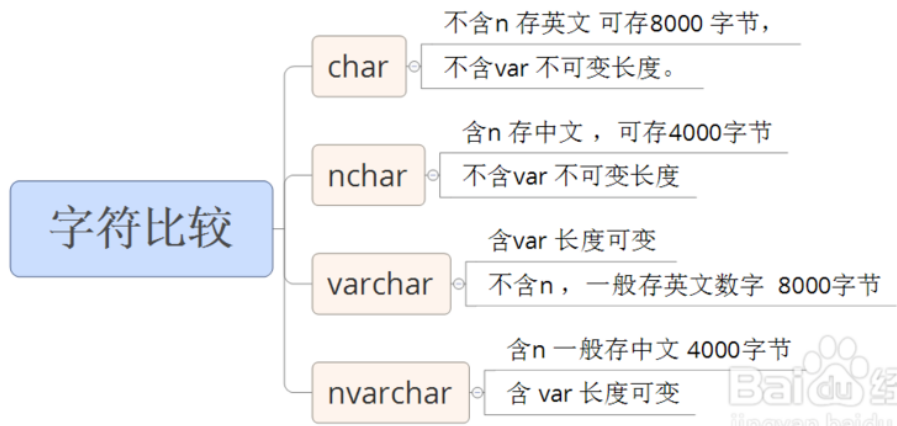 字符比较
char
不含n 存英文 可存8000 字节，
不含var 不可变长度。
nchar
含n 存中文 ，可存4000字节
不含var 不可变长度
varchar
含var 长度可变
不含n ，一般存英文数字 8000字节
nvarchar
含n 一般存中文 4000字节
含 var 长度可变
Baidu 经
jingyan.baidu